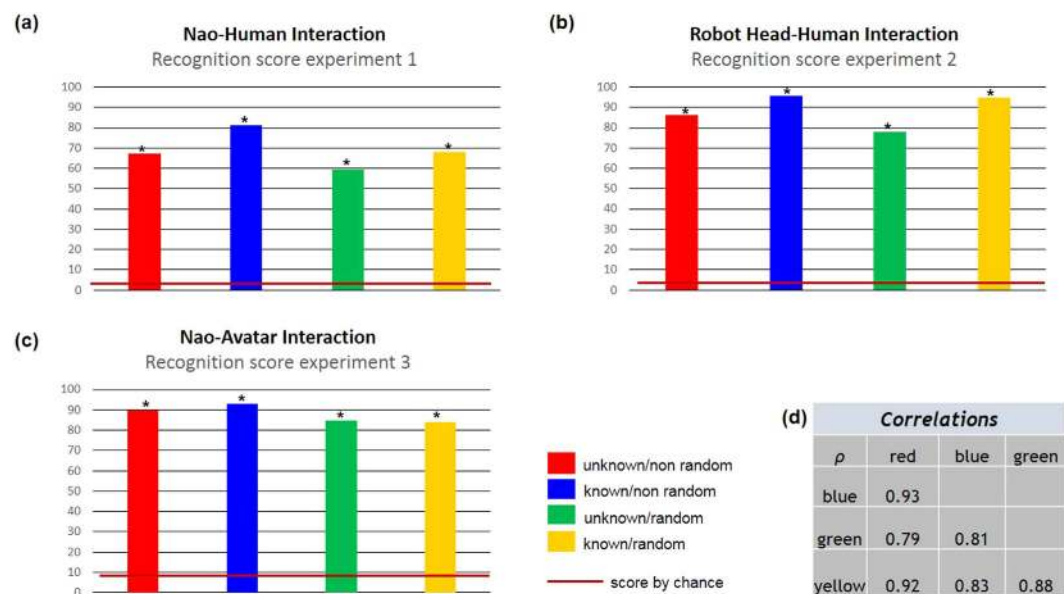 (a)
Nao-Human Interaction
Recognition score experiment 1
100
90
80
70
60
50
40
30
20
10
0
*
*
*
*
(b)
Robot Head-Human Interaction
Recognition score experiment 2
100
90
80
70
60
50
40
30
20
10
0
*
*
*
*
(c)
Nao-Avatar Interaction
Recognition score experiment 3
100
90
80
70
60
50
40
30
20
10
0
*
*
*
*
unknown/non random
known/non random
unknown/random
known/random
score by chance
(d)
Correlations
ρ red blue green
blue 0.93
green 0.79 0.81
yellow 0.92 0.83 0.88